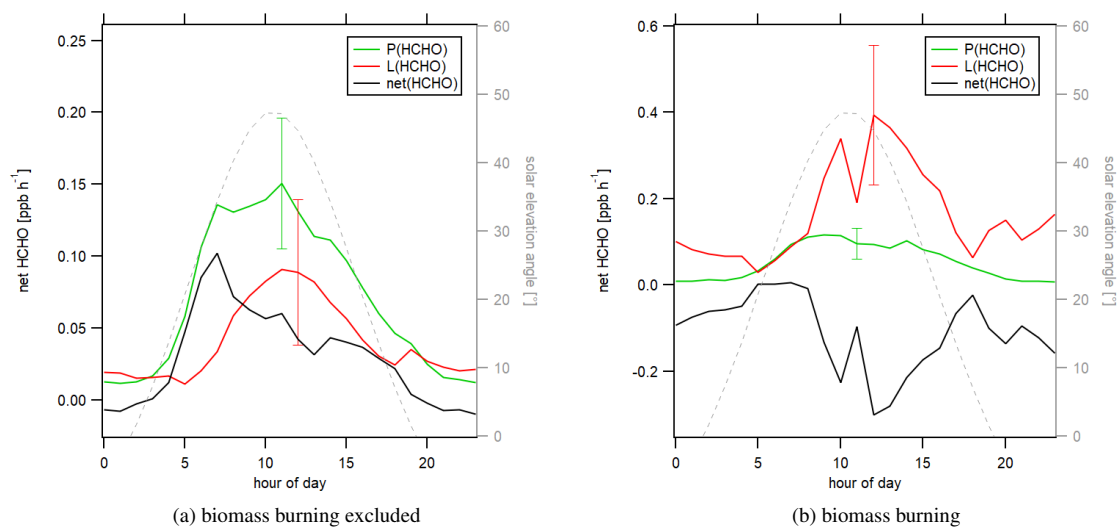 0.25
0.20
0.15
0.10
0.05
0.00
net HCHO [ppb h⁻¹]
P(HCHO)
L(HCHO)
net(HCHO)
60
50
40
30
20
10
0
solar elevation angle [°]
0 5 10 15 20
hour of day
(a) biomass burning excluded
0.6
0.4
0.2
0.0
-0.2
net HCHO [ppb h⁻¹]
P(HCHO)
L(HCHO)
net(HCHO)
60
50
40
30
20
10
0
solar elevation angle [°]
0 5 10 15 20
hour of day
(b) biomass burning